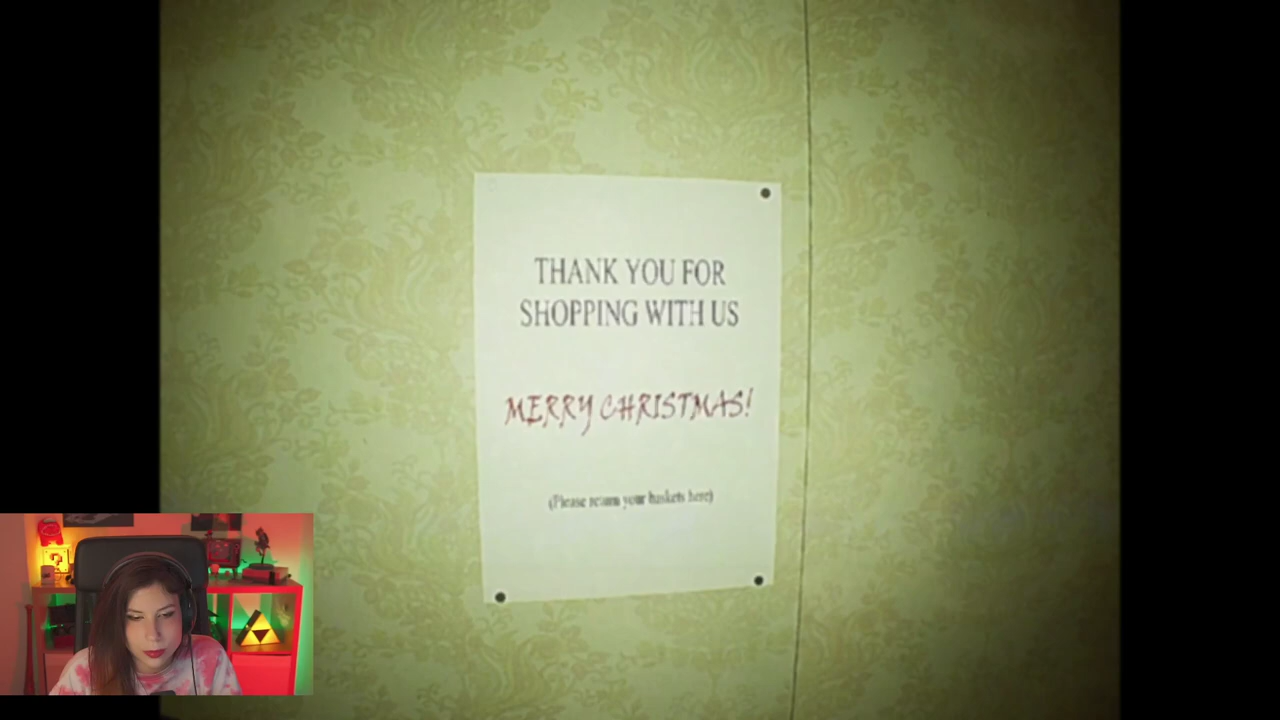 THANK YOU FOR
SHOPPING WITH US
MERRY CHRISTMAS!
(Please return your baskets here)